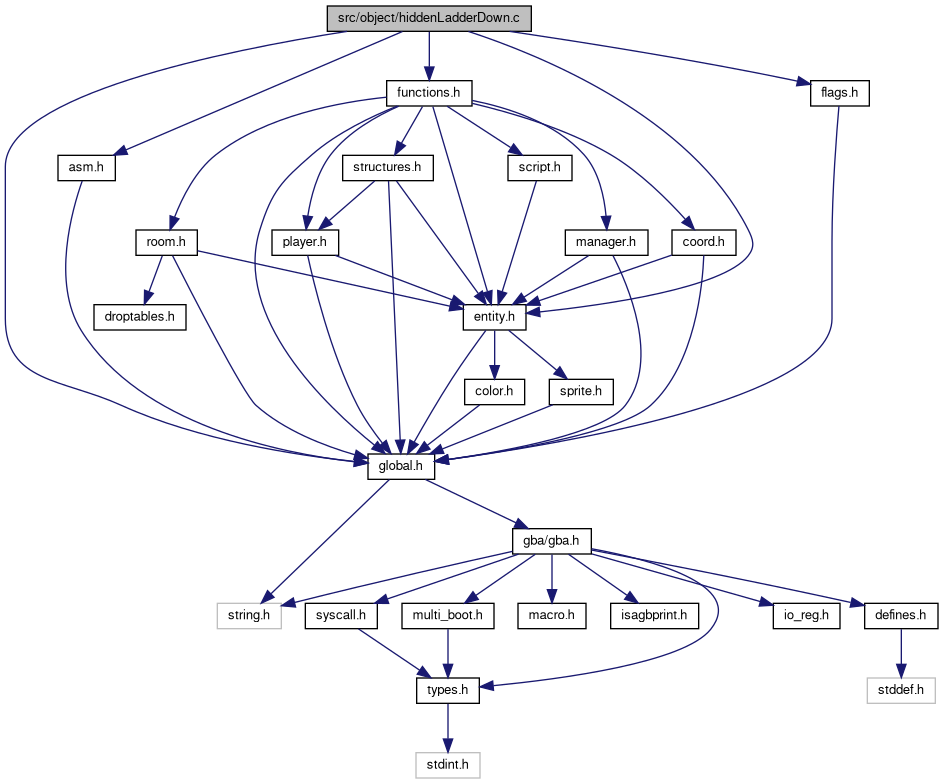 src/object/hiddenLadderDown.c
functions.h
flags.h
asm.h
structures.h
script.h
room.h
player.h
manager.h
coord.h
droptables.h
entity.h
color.h
sprite.h
global.h
gba/gba.h
string.h
syscall.h
multi_boot.h
macro.h
isagbprint.h
io_reg.h
defines.h
types.h
stddef.h
stdint.h